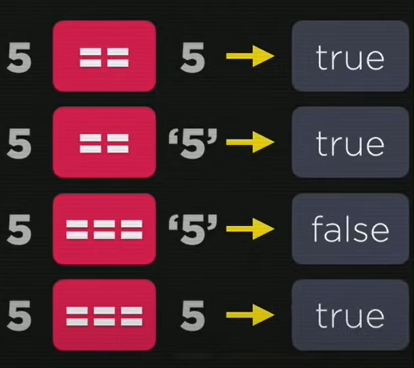 5 == 5 true
5 == ‘5’ true
5 === ‘5’ false
5 === 5 true